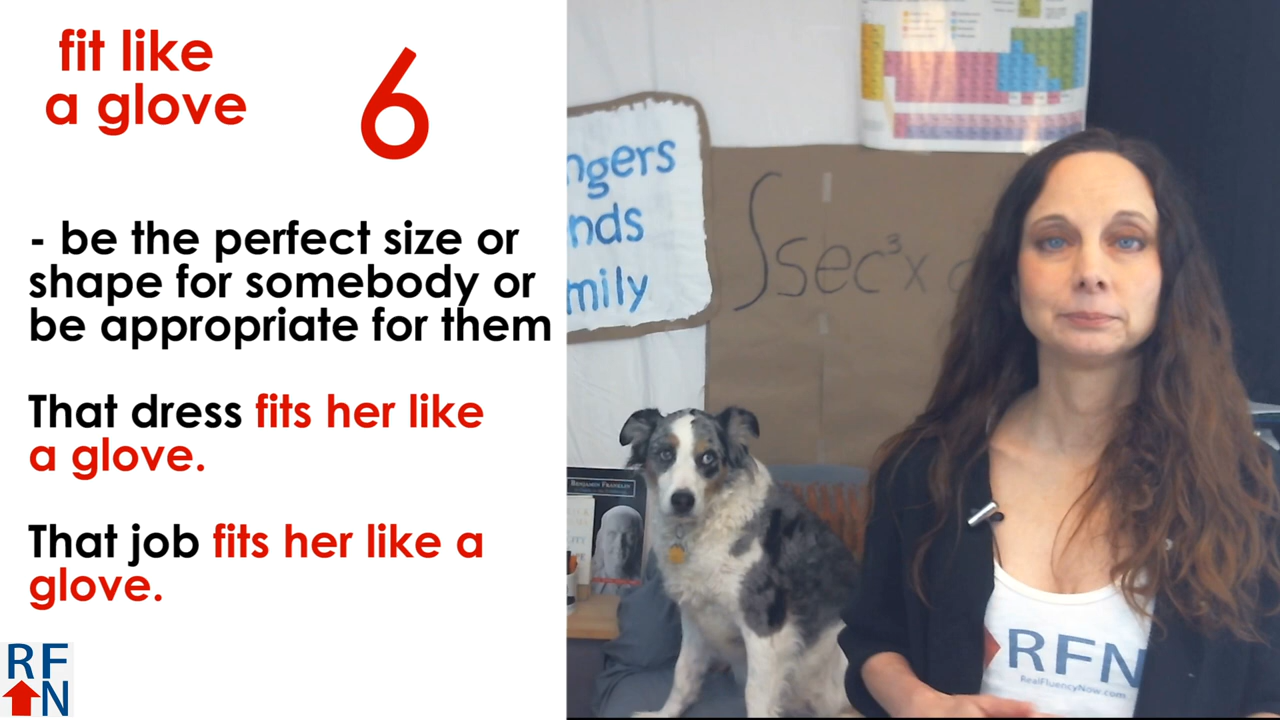 fit like
a glove
6
- be the perfect size or
shape for somebody or
be appropriate for them
That dress fits her like
a glove.
That job fits her like a
glove.
R F
N
ngers
nds
mily
∫sec³x
BENJAMIN FRANKLIN
RFN
RealFluencyNow.com